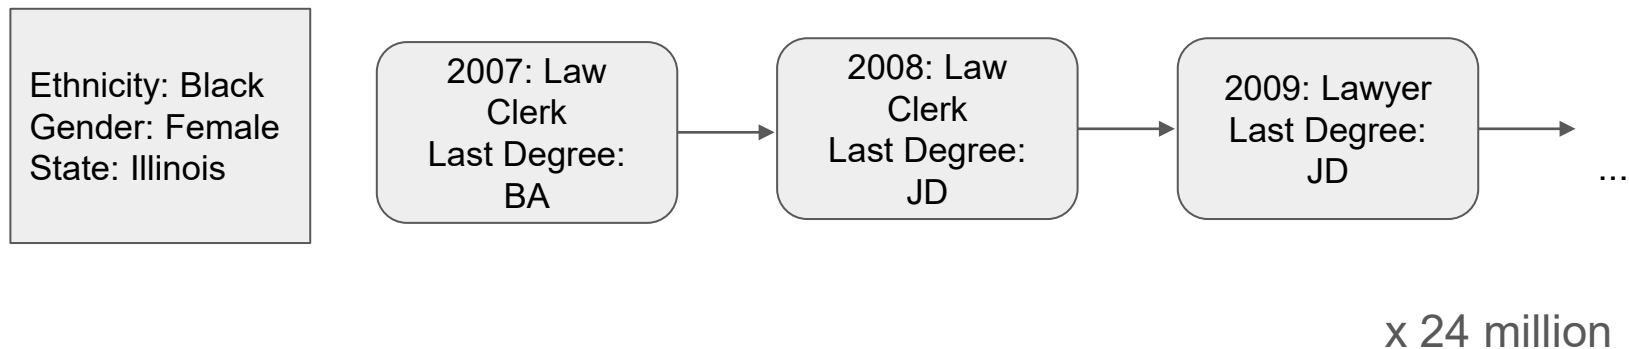 Ethnicity: Black
Gender: Female
State: Illinois
2007: Law
Clerk
Last Degree:
BA
2008: Law
Clerk
Last Degree:
JD
2009: Lawyer
Last Degree:
JD
...
x 24 million